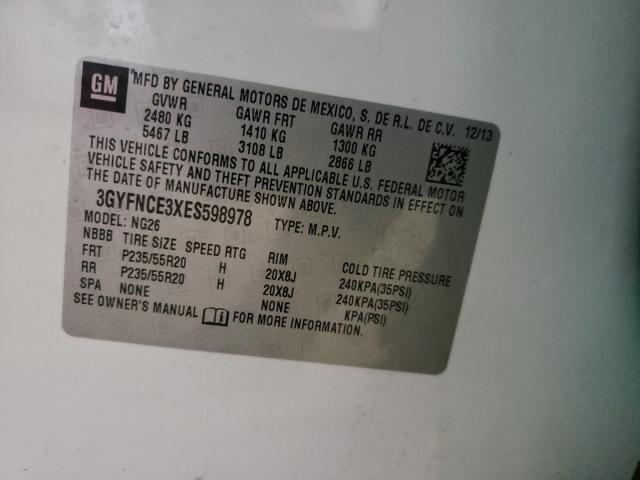 GM
MFD BY GENERAL MOTORS DE MEXICO, S. DE R.L. DE C.V. 12/13
GVWR GAWR FRT GAWR RR
2480 KG 1410 KG 1300 KG
5467 LB 3108 LB 2866 LB
THIS VEHICLE CONFORMS TO ALL APPLICABLE U.S. FEDERAL MOTOR
VEHICLE SAFETY AND THEFT PREVENTION STANDARDS IN EFFECT ON
THE DATE OF MANUFACTURE SHOWN ABOVE.
3GYFNCE3XES598978 TYPE: M.P.V.
MODEL: NG26
NBBB TIRE SIZE SPEED RTG RIM COLD TIRE PRESSURE
FRT P235/55R20 H 20X8J 240KPA(35PSI)
RR P235/55R20 H 20X8J 240KPA(35PSI)
SPA NONE NONE KPA(PSI)
SEE OWNER'S MANUAL FOR MORE INFORMATION.